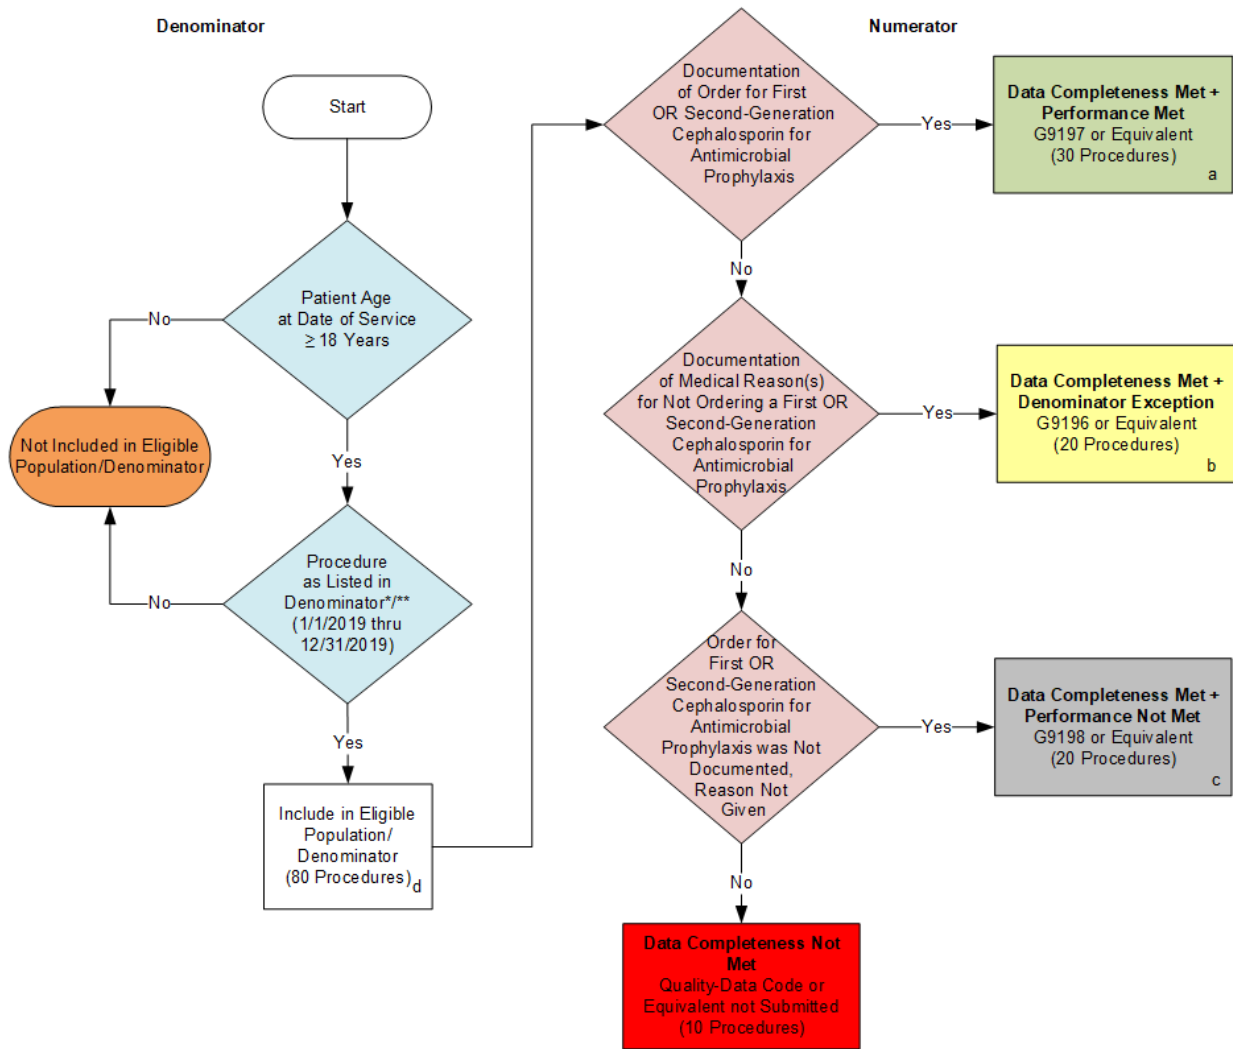 Denominator
Start
Patient Age
at Date of Service
≥ 18 Years
No
Not Included in Eligible
Population/Denominator
Yes
Procedure
as Listed in
Denominator*/**
(1/1/2019 thru
12/31/2019)
No
Yes
Include in Eligible
Population/
Denominator
(80 Procedures)
d
Numerator
Documentation
of Order for First
OR Second-Generation
Cephalosporin for
Antimicrobial
Prophylaxis
Yes
Data Completeness Met +
Performance Met
G9197 or Equivalent
(30 Procedures)
a
No
Documentation
of Medical Reason(s)
for Not Ordering a First OR
Second-Generation
Cephalosporin for
Antimicrobial
Prophylaxis
Yes
Data Completeness Met +
Denominator Exception
G9196 or Equivalent
(20 Procedures)
b
No
Order for
First OR
Second-Generation
Cephalosporin for
Antimicrobial
Prophylaxis was Not
Documented,
Reason Not
Given
Yes
Data Completeness Met +
Performance Not Met
G9198 or Equivalent
(20 Procedures)
c
No
Data Completeness Not
Met
Quality-Data Code or
Equivalent not Submitted
(10 Procedures)